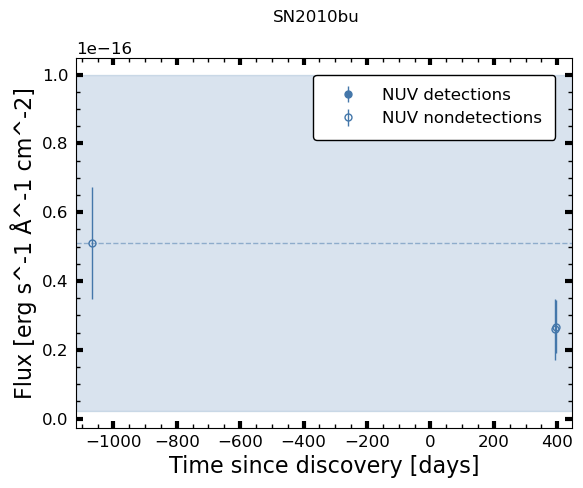 SN2010bu
1e−16
NUV detections
NUV nondetections
1.0
0.8
0.6
0.4
0.2
0.0
Flux [erg s^-1 Å^-1 cm^-2]
−1000 −800 −600 −400 −200 0 200 400
Time since discovery [days]